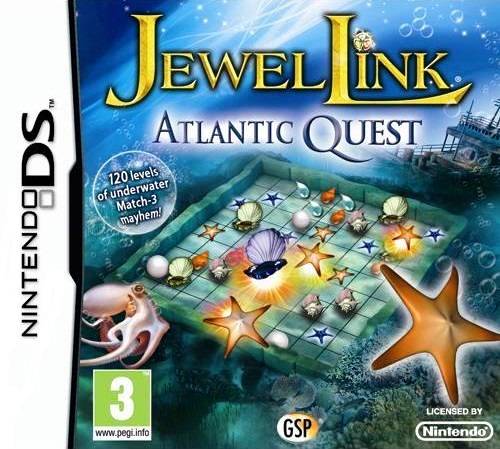 NINTENDO DS™
JEWEL LINK®
ATLANTIC QUEST
120 levels
of underwater
Match-3
mayhem!
3
www.pegi.info
GSP
LICENSED BY
Nintendo